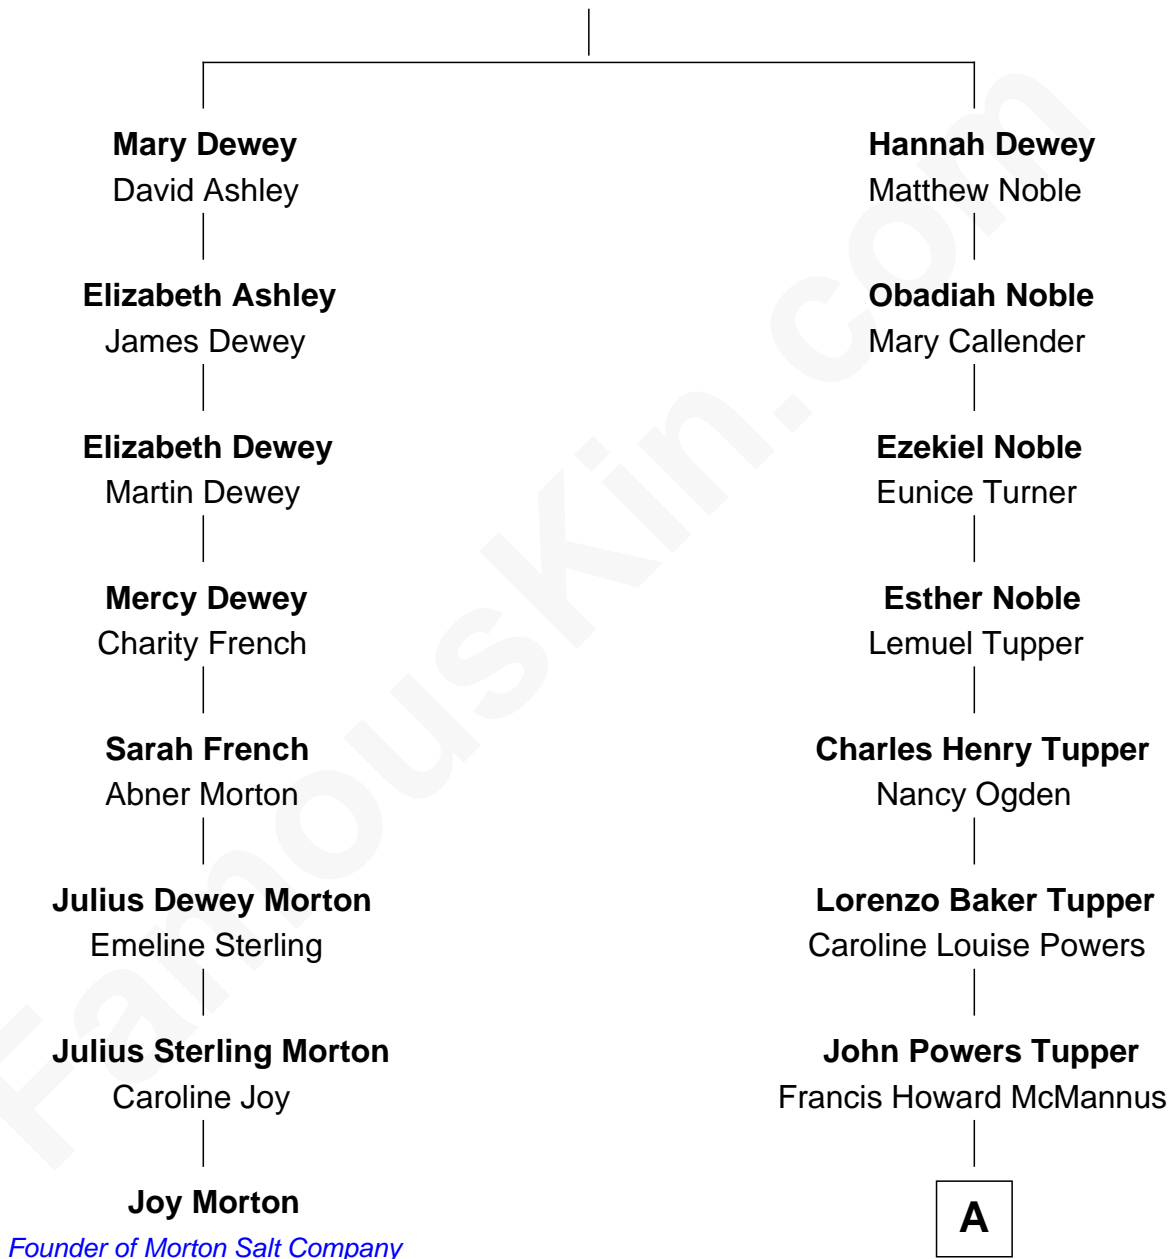 Mary Dewey
David Ashley
Hannah Dewey
Matthew Noble
Elizabeth Ashley
James Dewey
Obadiah Noble
Mary Callender
Elizabeth Dewey
Martin Dewey
Ezekiel Noble
Eunice Turner
Mercy Dewey
Charity French
Esther Noble
Lemuel Tupper
Sarah French
Abner Morton
Charles Henry Tupper
Nancy Ogden
Julius Dewey Morton
Emeline Sterling
Lorenzo Baker Tupper
Caroline Louise Powers
Julius Sterling Morton
Caroline Joy
John Powers Tupper
Francis Howard McMannus
Joy Morton
Founder of Morton Salt Company
A
FamousKin.com